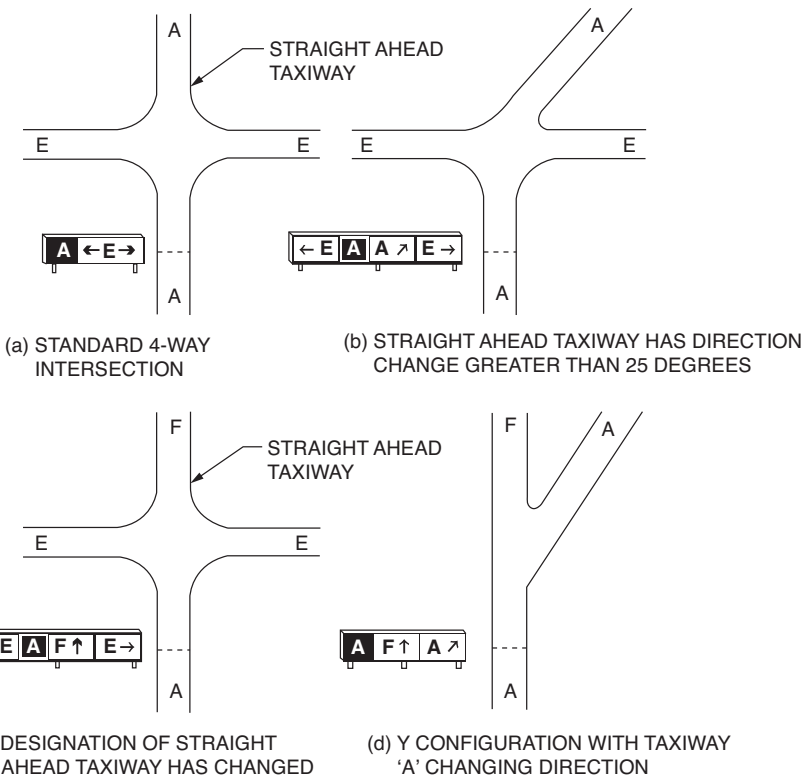 A
STRAIGHT AHEAD
TAXIWAY
E
E
A ←E→
A
(a) STANDARD 4-WAY
INTERSECTION
A
E
E
← E A A ↗ E →
A
(b) STRAIGHT AHEAD TAXIWAY HAS DIRECTION
CHANGE GREATER THAN 25 DEGREES
F
STRAIGHT AHEAD
TAXIWAY
E
E
E A F ↑ E →
A
DESIGNATION OF STRAIGHT
AHEAD TAXIWAY HAS CHANGED
F
A
A F ↑ A ↗
A
(d) Y CONFIGURATION WITH TAXIWAY
‘A’ CHANGING DIRECTION